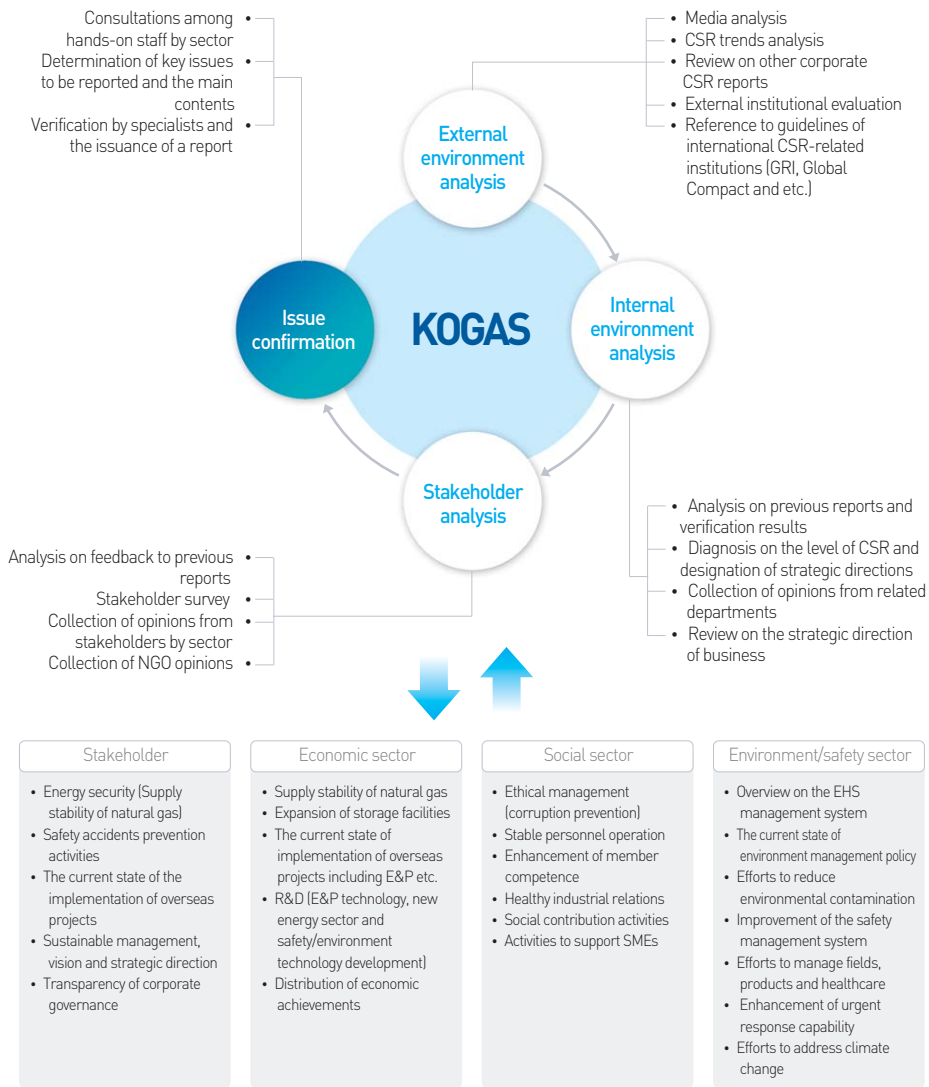 Consultations among •
hands-on staff by sector
Determination of key issues •
to be reported and the main
contents
Verification by specialists and •
the issuance of a report
• Media analysis
• CSR trends analysis
• Review on other corporate
CSR reports
• External institutional evaluation
• Reference to guidelines of
international CSR-related
institutions (GRI, Global
Compact and etc.)
External
environment
analysis
Issue
confirmation
KOGAS
Internal
environment
analysis
Stakeholder
analysis
Analysis on feedback to previous •
reports
Stakeholder survey •
Collection of opinions from •
stakeholders by sector
Collection of NGO opinions •
• Analysis on previous reports and
verification results
• Diagnosis on the level of CSR and
designation of strategic directions
• Collection of opinions from related
departments
• Review on the strategic direction
of business
Stakeholder
• Energy security (Supply
stability of natural gas)
• Safety accidents prevention
activities
• The current state of the
implementation of overseas
projects
• Sustainable management,
vision and strategic direction
• Transparency of corporate
governance
Economic sector
• Supply stability of natural gas
• Expansion of storage facilities
• The current state of
implementation of overseas
projects including E&P etc.
• R&D (E&P technology, new
energy sector and
safety/environment
technology development)
• Distribution of economic
achievements
Social sector
• Ethical management
(corruption prevention)
• Stable personnel operation
• Enhancement of member
competence
• Healthy industrial relations
• Social contribution activities
• Activities to support SMEs
Environment/safety sector
• Overview on the EHS
management system
• The current state of
environment management policy
• Efforts to reduce
environmental contamination
• Improvement of the safety
management system
• Efforts to manage fields,
products and healthcare
• Enhancement of urgent
response capability
• Efforts to address climate
change